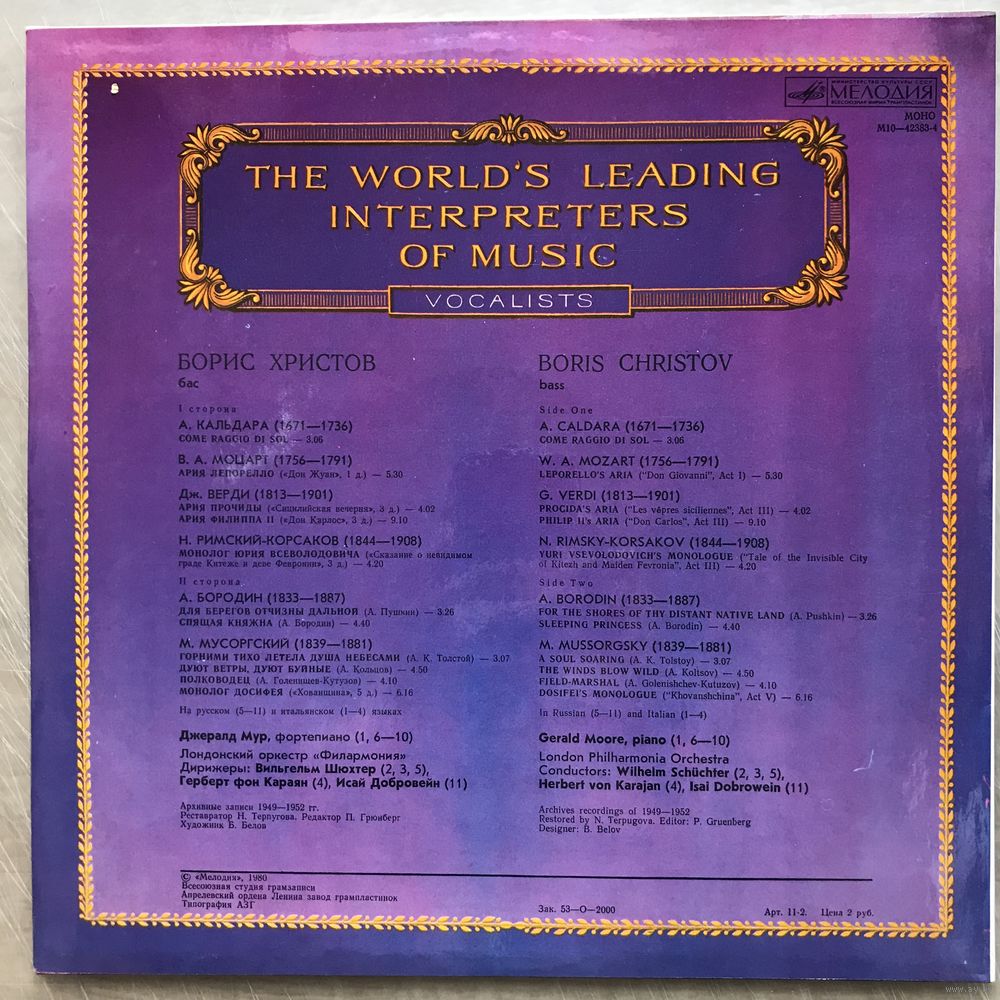 МИНИСТЕРСТВО КУЛЬТУРЫ СССР
МЕЛОДИЯ
ВСЕСОЮЗНАЯ ФИРМА ГРАМПЛАСТИНОК
МОНО
М10—42383-4
THE WORLD'S LEADING
INTERPRETERS
OF MUSIC
VOCALISTS
БОРИС ХРИСТОВ
бас
I сторона
А. КАЛЬДАРА (1671—1736)
COME RAGGIO DI SOL — 3.06
В. А. МОЦАРТ (1756—1791)
АРИЯ ЛЕПОРЕЛЛО («Дон Жуан», 1 д.) — 5.30
Дж. ВЕРДИ (1813—1901)
АРИЯ ПРОЧИДЫ («Сицилийская вечерня», 3 д.) — 4.02
АРИЯ ФИЛИППА II («Дон Карлос», 3 д.) — 9.10
Н. РИМСКИЙ-КОРСАКОВ (1844—1908)
МОНОЛОГ ЮРИЯ ВСЕВОЛОДОВИЧА («Сказание о невидимом
граде Китеже и деве Февронии», 3 д.) — 4.20
II сторона
А. БОРОДИН (1833—1887)
ДЛЯ БЕРЕГОВ ОТЧИЗНЫ ДАЛЬНОЙ (А. Пушкин) — 3.26
СПЯЩАЯ КНЯЖНА (А. Бородин) — 4.40
М. МУСОРГСКИЙ (1839—1881)
ГОРНИМИ ТИХО ЛЕТЕЛА ДУША НЕБЕСАМИ (А. К. Толстой) — 3.07
ДУЮТ ВЕТРЫ, ДУЮТ БУЙНЫЕ (А. Кольцов) — 4.50
ПОЛКОВОДЕЦ (А. Голенищев-Кутузов) — 4.10
МОНОЛОГ ДОСИФЕЯ («Хованщина», 5 д.) — 6.16
На русском (5—11) и итальянском (1—4) языках
Джеральд Мур, фортепиано (1, 6—10)
Лондонский оркестр «Филармония»
Дирижеры: Вильгельм Шюхтер (2, 3, 5),
Герберт фон Караян (4), Исай Добровейн (11)
Архивные записи 1949—1952 гг.
Реставратор Н. Терпугова. Редактор П. Грюнберг
Художник Б. Белов
BORIS CHRISTOV
bass
Side One
A. CALDARA (1671—1736)
COME RAGGIO DI SOL — 3.06
W. A. MOZART (1756—1791)
LEPORELLO'S ARIA ("Don Giovanni", Act I) — 5.30
G. VERDI (1813—1901)
PROCIDA'S ARIA ("Les vêpres siciliennes", Act III) — 4.02
PHILIP II'S ARIA ("Don Carlos", Act III) — 9.10
N. RIMSKY-KORSAKOV (1844—1908)
YURI VSEVOLODOVICH'S MONOLOGUE ("Tale of the Invisible City
of Kitezh and Maiden Fevronia", Act III) — 4.20
Side Two
A. BORODIN (1833—1887)
FOR THE SHORES OF THY DISTANT NATIVE LAND (A. Pushkin) — 3.26
SLEEPING PRINCESS (A. Borodin) — 4.40
M. MUSSORGSKY (1839—1881)
A SOUL SOARING (A. K. Tolstoy) — 3.07
THE WINDS BLOW WILD (A. Koltsov) — 4.50
FIELD-MARSHAL (A. Golenishchev-Kutuzov) — 4.10
DOSIFEI'S MONOLOGUE ("Khovanshchina", Act V) — 6.16
In Russian (5—11) and Italian (1—4)
Gerald Moore, piano (1, 6—10)
London Philharmonia Orchestra
Conductors: Wilhelm Schüchter (2, 3, 5),
Herbert von Karajan (4), Isai Dobrowein (11)
Archives recordings of 1949—1952
Restored by N. Terpugova. Editor: P. Gruenberg
Designer: B. Belov
© «Мелодия», 1980
Всесоюзная студия грамзаписи
Апрелевский ордена Ленина завод грампластинок
Типография АЗГ
Зак. 53—О—2000
Арт. 11-2. Цена 2 руб.